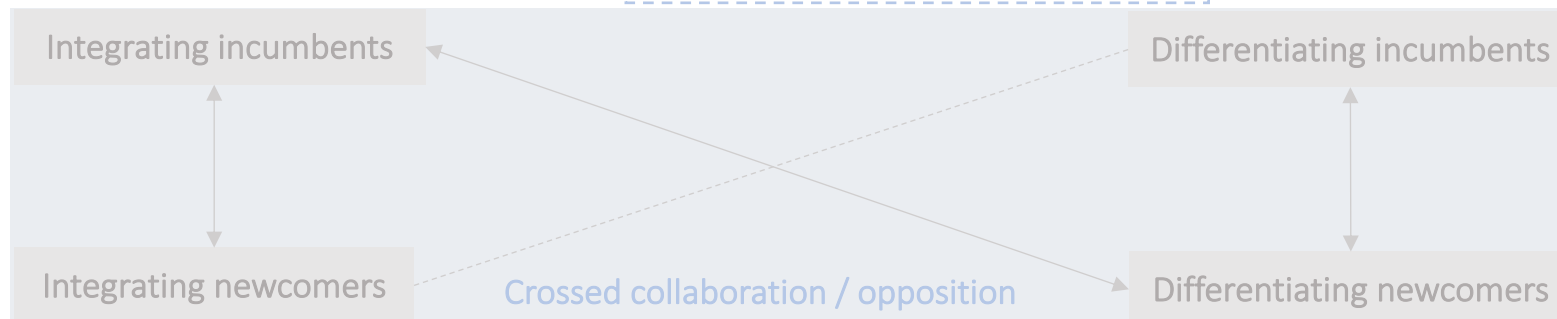 Integrating incumbents
Differentiating incumbents
Integrating newcomers
Crossed collaboration / opposition
Differentiating newcomers